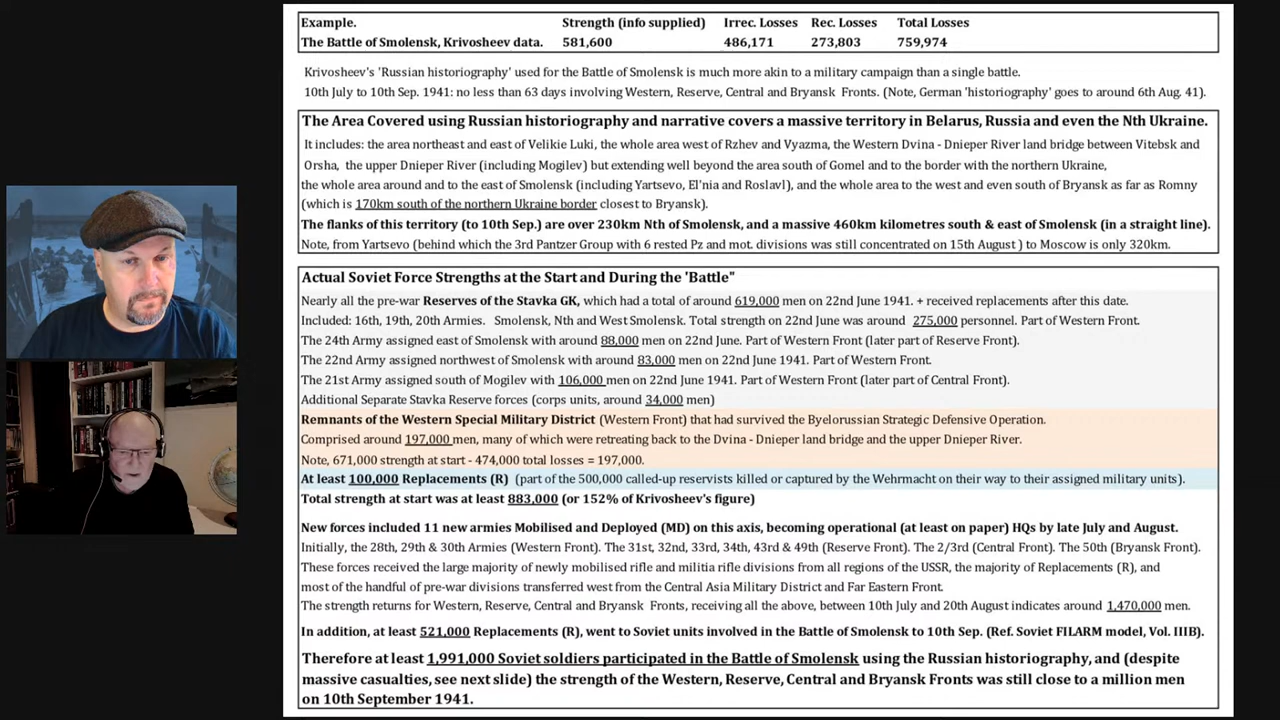 Example. Strength (info supplied) Irrec. Losses Rec. Losses Total Losses
The Battle of Smolensk, Krivosheev data. 581,600 486,171 273,803 759,974
Krivosheev's 'Russian historiography' used for the Battle of Smolensk is much more akin to a military campaign than a single battle.
10th July to 10th Sep. 1941: no less than 63 days involving Western, Reserve, Central and Bryansk Fronts. (Note, German 'historiography' goes to around 6th Aug. 41).
The Area Covered using Russian historiography and narrative covers a massive territory in Belarus, Russia and even the Nth Ukraine.
It includes: the area northeast and east of Velikie Luki, the whole area west of Rzhev and Vyazma, the Western Dvina - Dnieper River land bridge between Vitebsk and
Orsha, the upper Dnieper River (including Mogilev) but extending well beyond the area south of Gomel and to the border with the northern Ukraine,
the whole area around and to the east of Smolensk (including Yartsevo, El'nia and Roslavl), and the whole area to the west and even south of Bryansk as far as Romny
(which is 170km south of the northern Ukraine border closest to Bryansk).
The flanks of this territory (to 10th Sep.) are over 230km Nth of Smolensk, and a massive 460km kilometres south & east of Smolensk (in a straight line).
Note, from Yartsevo (behind which the 3rd Pantzer Group with 6 rested Pz and mot. divisions was still concentrated on 15th August ) to Moscow is only 320km.
Actual Soviet Force Strengths at the Start and During the 'Battle"
Nearly all the pre-war Reserves of the Stavka GK, which had a total of around 619,000 men on 22nd June 1941. + received replacements after this date.
Included: 16th, 19th, 20th Armies. Smolensk, Nth and West Smolensk. Total strength on 22nd June was around 275,000 personnel. Part of Western Front.
The 24th Army assigned east of Smolensk with around 88,000 men on 22nd June. Part of Western Front (later part of Reserve Front).
The 22nd Army assigned northwest of Smolensk with around 83,000 men on 22nd June 1941. Part of Western Front.
The 21st Army assigned south of Mogilev with 106,000 men on 22nd June 1941. Part of Western Front (later part of Central Front).
Additional Separate Stavka Reserve forces (corps units, around 34,000 men)
Remnants of the Western Special Military District (Western Front) that had survived the Byelorussian Strategic Defensive Operation.
Comprised around 197,000 men, many of which were retreating back to the Dvina - Dnieper land bridge and the upper Dnieper River.
Note, 671,000 strength at start - 474,000 total losses = 197,000.
At least 100,000 Replacements (R) (part of the 500,000 called-up reservists killed or captured by the Wehrmacht on their way to their assigned military units).
Total strength at start was at least 883,000 (or 152% of Krivosheev's figure)
New forces included 11 new armies Mobilised and Deployed (MD) on this axis, becoming operational (at least on paper) HQs by late July and August.
Initially, the 28th, 29th & 30th Armies (Western Front). The 31st, 32nd, 33rd, 34th, 43rd & 49th (Reserve Front). The 2/3rd (Central Front). The 50th (Bryansk Front).
These forces received the large majority of newly mobilised rifle and militia rifle divisions from all regions of the USSR, the majority of Replacements (R), and
most of the handful of pre-war divisions transferred west from the Central Asia Military District and Far Eastern Front.
The strength returns for Western, Reserve, Central and Bryansk Fronts, receiving all the above, between 10th July and 20th August indicates around 1,470,000 men.
In addition, at least 521,000 Replacements (R), went to Soviet units involved in the Battle of Smolensk to 10th Sep. (Ref. Soviet FILARM model, Vol. IIIB).
Therefore at least 1,991,000 Soviet soldiers participated in the Battle of Smolensk using the Russian historiography, and (despite
massive casualties, see next slide) the strength of the Western, Reserve, Central and Bryansk Fronts was still close to a million men
on 10th September 1941.